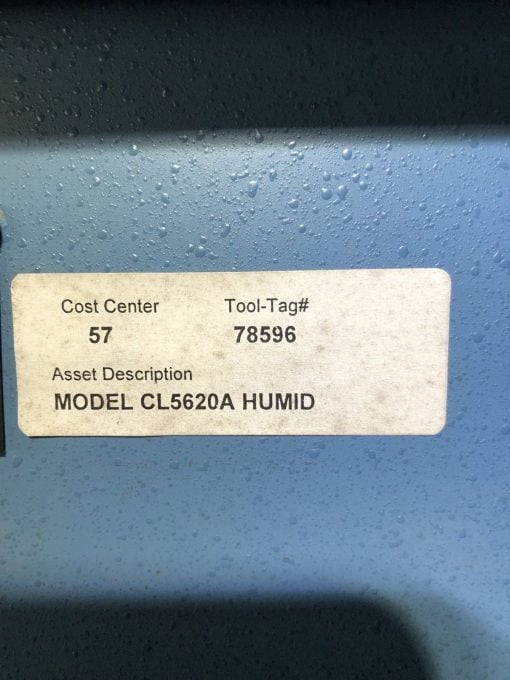 Cost Center Tool-Tag#
57 78596
Asset Description
MODEL CL5620A HUMID